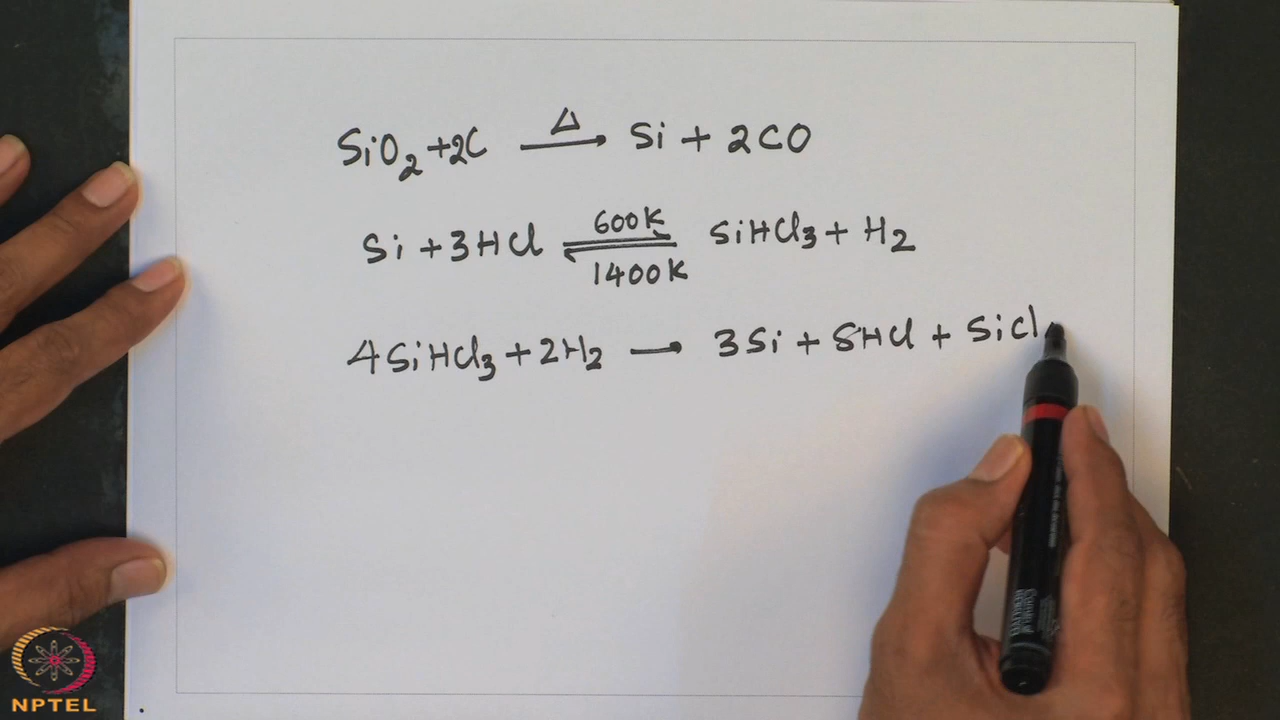 SiO₂ + 2C —Δ→ Si + 2CO
Si + 3HCl ⇌ 600K 1400K SiHCl₃ + H₂
4SiHCl₃ + 2H₂ → 3Si + 8HCl + SiCl
NPTEL